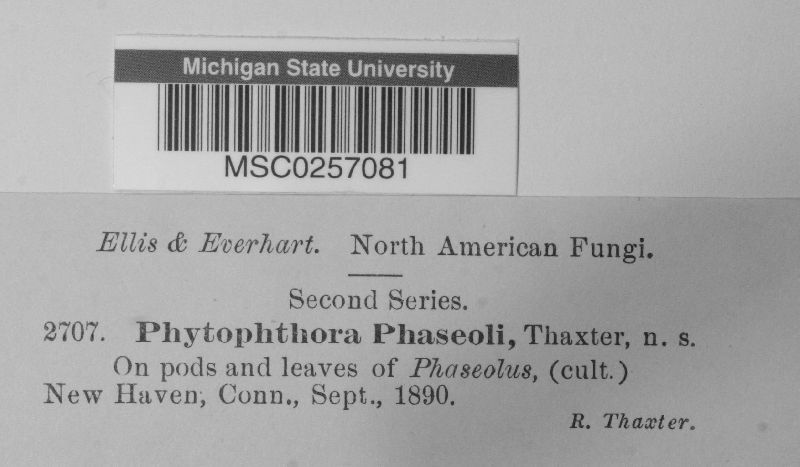 Michigan State University
MSC0257081
Ellis & Everhart. North American Fungi.
Second Series.
2707. Phytophthora Phaseoli, Thaxter, n. s.
On pods and leaves of Phaseolus, (cult.)
New Haven, Conn., Sept., 1890.
R. Thaxter.